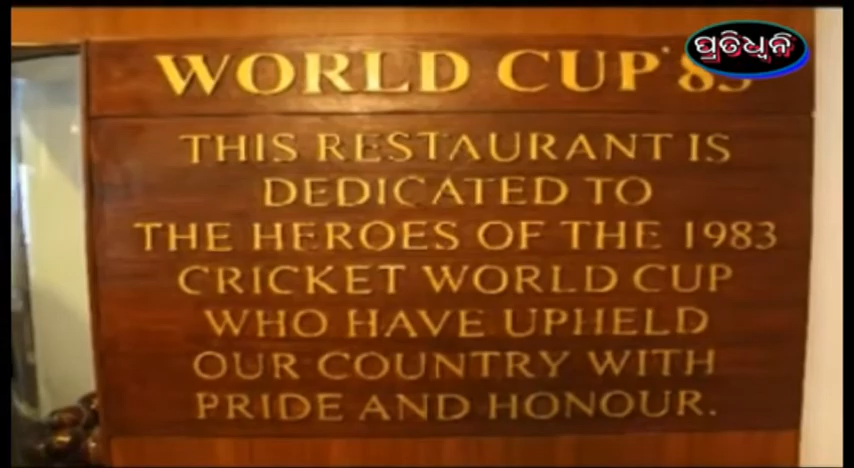 ପ୍ରତିଧ୍ୱନି
WORLD CUP '83
THIS RESTAURANT IS
DEDICATED TO
THE HEROES OF THE 1983
CRICKET WORLD CUP
WHO HAVE UPHELD
OUR COUNTRY WITH
PRIDE AND HONOUR.